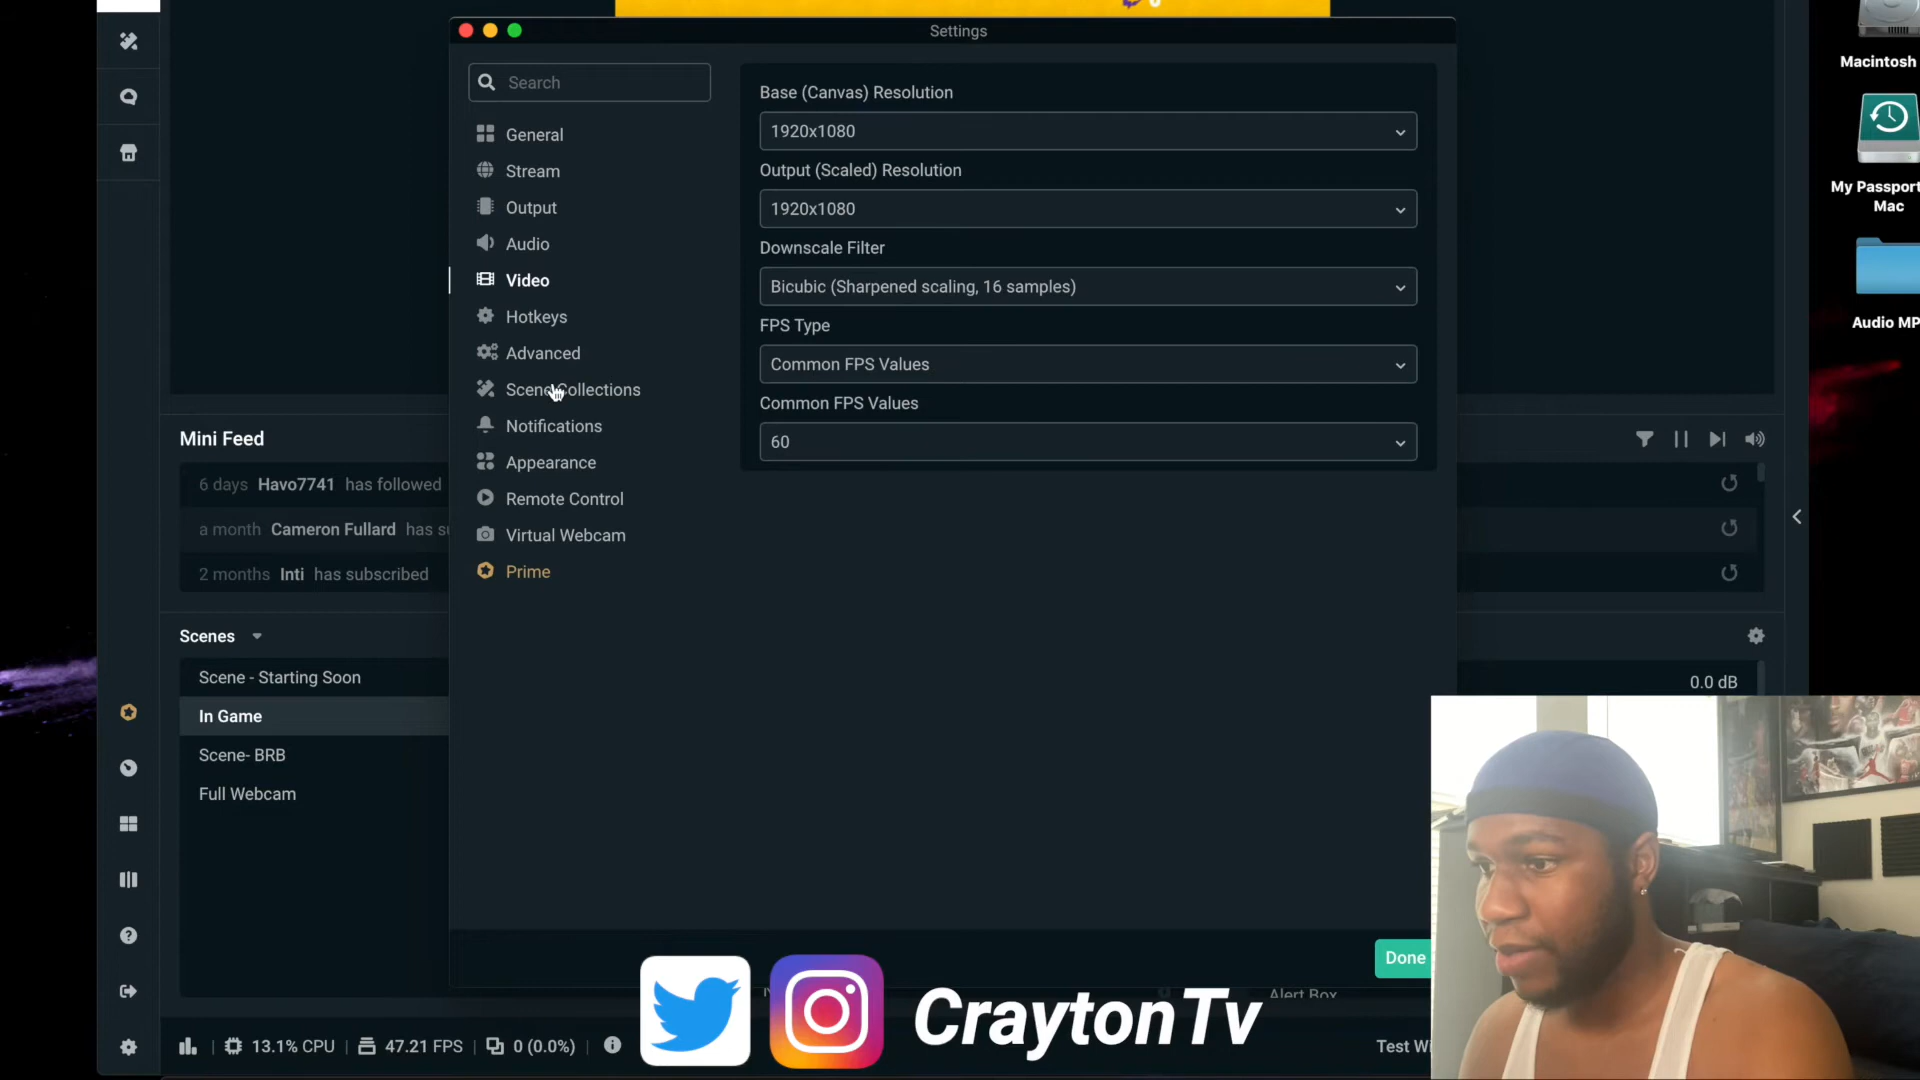 Settings
Search
General
Stream
Output
Audio
Video
Hotkeys
Advanced
Scene Collections
Notifications
Appearance
Remote Control
Virtual Webcam
Prime
Base (Canvas) Resolution
1920x1080
Output (Scaled) Resolution
1920x1080
Downscale Filter
Bicubic (Sharpened scaling, 16 samples)
FPS Type
Common FPS Values
Common FPS Values
60
Done
Macintosh
My Passport
Mac
Audio MP
Mini Feed
6 days Havo7741 has followed
a month Cameron Fullard has su
2 months Inti has subscribed
Scenes
Scene - Starting Soon
In Game
Scene- BRB
Full Webcam
0.0 dB
Alert Box
13.1% CPU
47.21 FPS
0 (0.0%)
Test Wi
CraytonTv